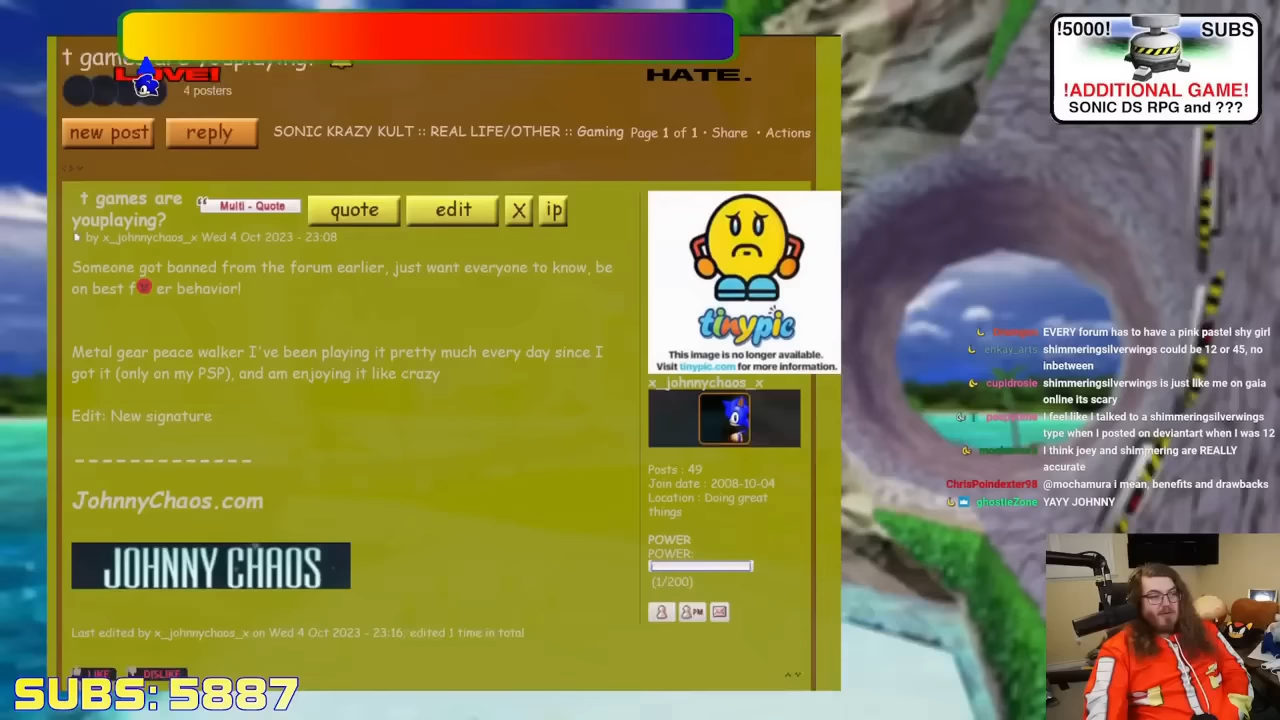 !5000! SUBS
!ADDITIONAL GAME!
SONIC DS RPG and ???
t games are youplaying?
LOVE!
HATE.
4 posters
new post reply SONIC KRAZY KULT :: REAL LIFE/OTHER :: Gaming Page 1 of 1 • Share • Actions
t games are
youplaying?
Multi - Quote quote edit X ip
by x_johnnychaos_x Wed 4 Oct 2023 - 23:08
Someone got banned from the forum earlier, just want everyone to know, be
on best f er behavior!
Metal gear peace walker I've been playing it pretty much every day since I
got it (only on my PSP), and am enjoying it like crazy
Edit: New signature
- - - - - - - - - - - - -
JohnnyChaos.com
JOHNNY CHAOS
Last edited by x_johnnychaos_x on Wed 4 Oct 2023 - 23:16, edited 1 time in total
LIKE DISLIKE
tinypic
This image is no longer available.
Visit tinypic.com for more information.
x_johnnychaos_x
Posts : 49
Join date : 2008-10-04
Location : Doing great
things
POWER
POWER:
(1/200)
PM
EVERY forum has to have a pink pastel shy girl
enkay_arts shimmeringsilverwings could be 12 or 45, no
inbetween
cupidrosie shimmeringsilverwings is just like me on gaia
online its scary
I feel like I talked to a shimmeringsilverwings
type when I posted on deviantart when I was 12
mochamura I think joey and shimmering are REALLY
accurate
ChrisPoindexter98 @mochamura i mean, benefits and drawbacks
ghostieZone YAYY JOHNNY
SUBS: 5887